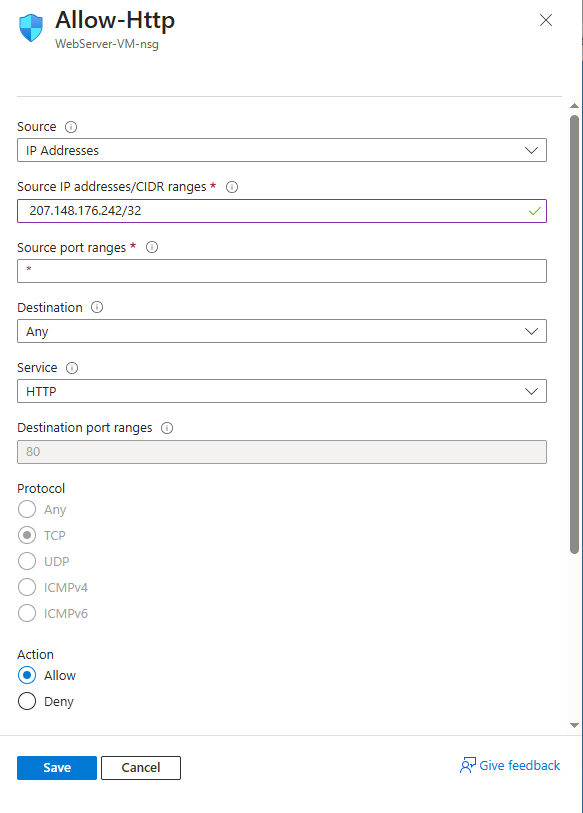 Allow-Http
WebServer-VM-nsg
Source
IP Addresses
Source IP addresses/CIDR ranges *
207.148.176.242/32
Source port ranges *
*
Destination
Any
Service
HTTP
Destination port ranges
80
Protocol
Any
TCP
UDP
ICMPv4
ICMPv6
Action
Allow
Deny
Save Cancel Give feedback